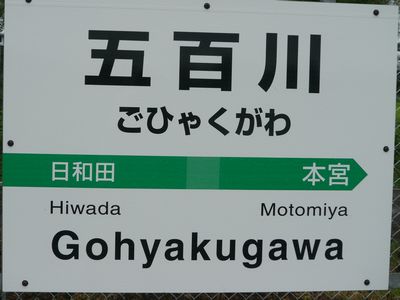 五百川
ごひゃくがわ
日和田 本宮
Hiwada Motomiya
Gohyakugawa